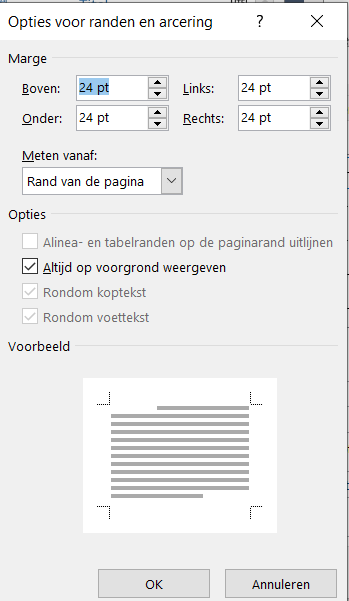 Opties voor randen en arcering ? ×
Marge
Boven: 24 pt Links: 24 pt
Onder: 24 pt Rechts: 24 pt
Meten vanaf:
Rand van de pagina
Opties
Alinea- en tabelranden op de paginarand uitlijnen
Altijd op voorgrond weergeven
Rondom koptekst
Rondom voettekst
Voorbeeld
OK Annuleren